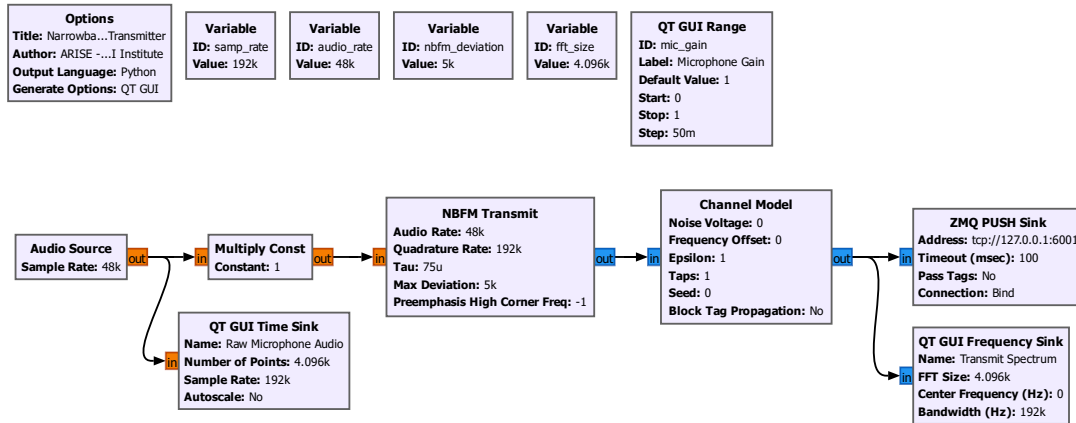 Options
Title: Narrowba...Transmitter
Author: ARISE -...I Institute
Output Language: Python
Generate Options: QT GUI
Variable
ID: samp_rate
Value: 192k
Variable
ID: audio_rate
Value: 48k
Variable
ID: nbfm_deviation
Value: 5k
Variable
ID: fft_size
Value: 4.096k
QT GUI Range
ID: mic_gain
Label: Microphone Gain
Default Value: 1
Start: 0
Stop: 1
Step: 50m
Audio Source
Sample Rate: 48k
out
in
Multiply Const
Constant: 1
out
in
NBFM Transmit
Audio Rate: 48k
Quadrature Rate: 192k
Tau: 75u
Max Deviation: 5k
Preemphasis High Corner Freq: -1
out
in
Channel Model
Noise Voltage: 0
Frequency Offset: 0
Epsilon: 1
Taps: 1
Seed: 0
Block Tag Propagation: No
out
in
ZMQ PUSH Sink
Address: tcp://127.0.0.1:6001
Timeout (msec): 100
Pass Tags: No
Connection: Bind
in
QT GUI Time Sink
Name: Raw Microphone Audio
Number of Points: 4.096k
Sample Rate: 192k
Autoscale: No
in
QT GUI Frequency Sink
Name: Transmit Spectrum
FFT Size: 4.096k
Center Frequency (Hz): 0
Bandwidth (Hz): 192k